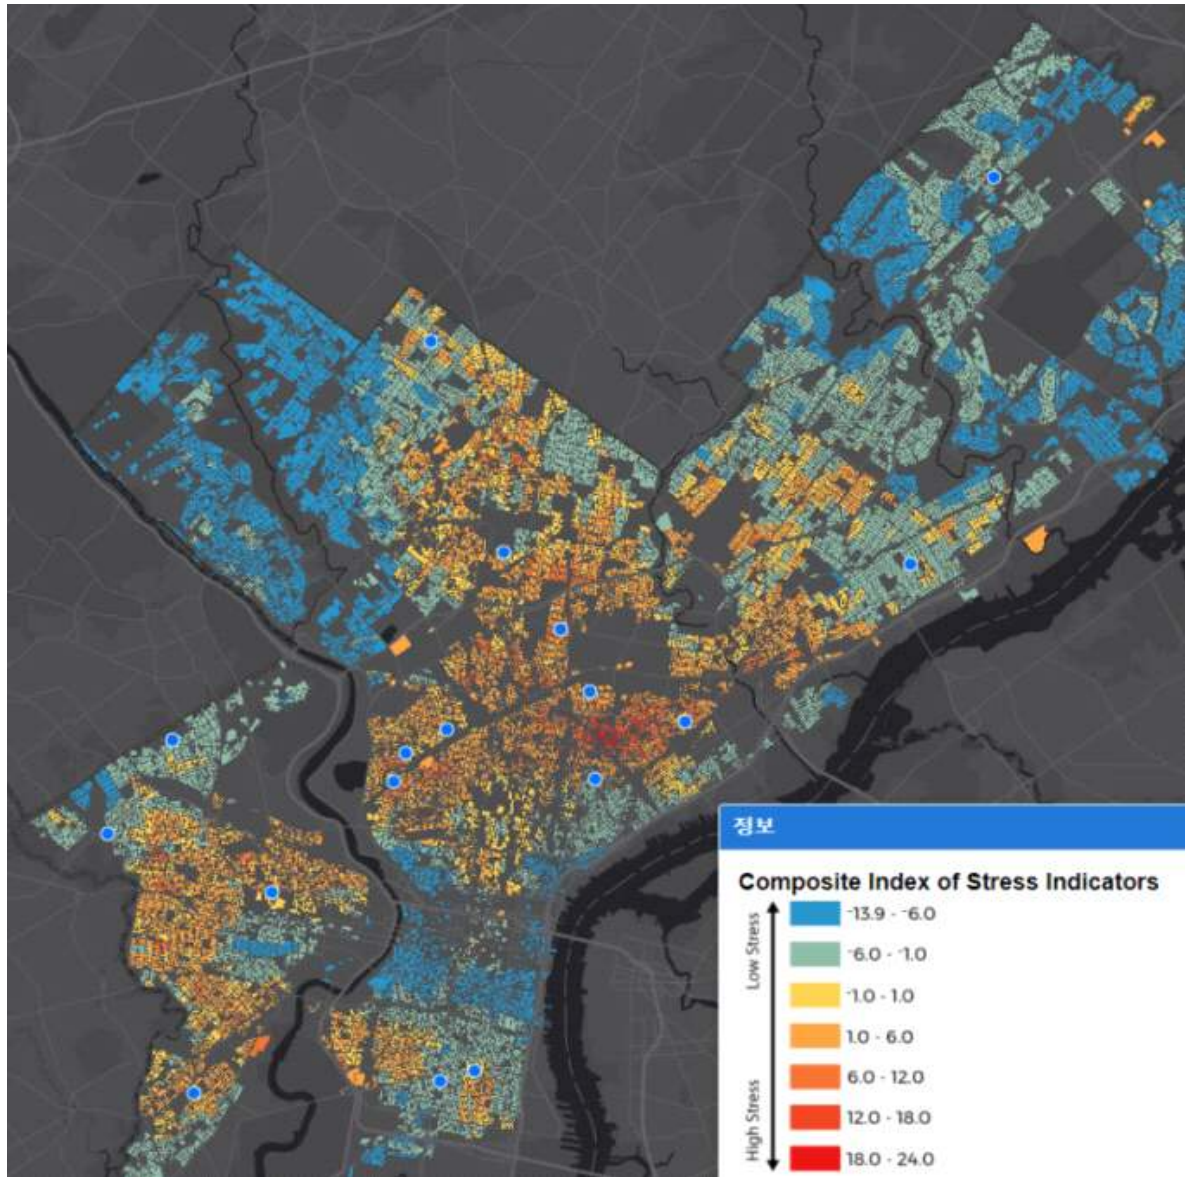 정보
Composite Index of Stress Indicators
Low Stress
High Stress
-13.9 - -6.0
-6.0 - -1.0
-1.0 - 1.0
1.0 - 6.0
6.0 - 12.0
12.0 - 18.0
18.0 - 24.0